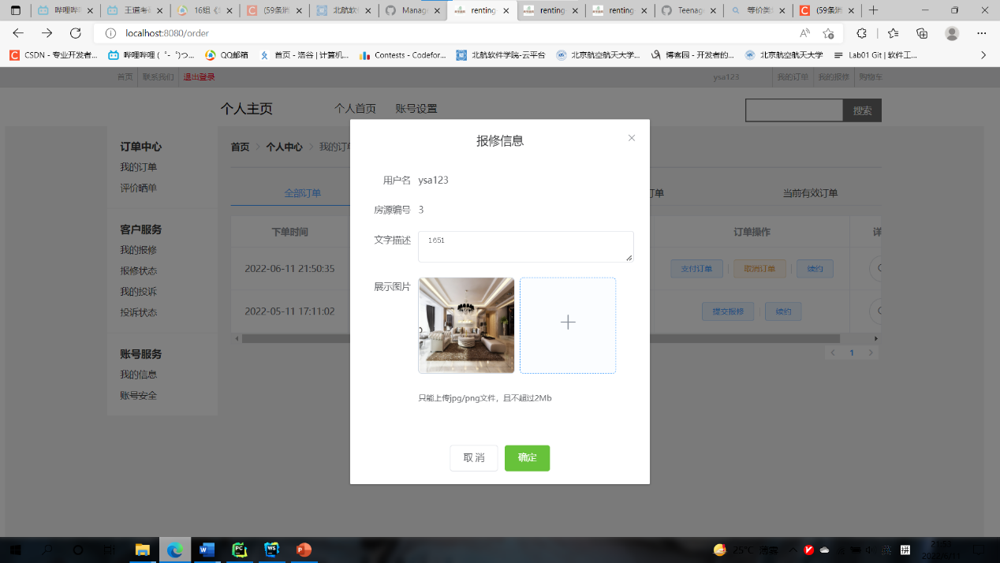 哔哩哔哩
王道考
16组《
(59条消
北航软
Manage
renting
renting
renting
Teenag
等价类
(59条消
localhost:8080/order
CSDN - 专业开发者...
哔哩哔哩 (゜-゜)つ...
QQ邮箱
首页 - 洛谷 | 计算机...
Contests - Codefor...
北航软件学院-云平台
北京航空航天大学...
博客园 - 开发者的...
北京航空航天大学
Lab01 Git | 软件工...
首页 联系我们 退出登录 ysa123 我的订单 我的报修 购物车
个人主页 个人首页 账号设置 搜索
订单中心
我的订单
评价晒单
客户服务
我的报修
报修状态
我的投诉
投诉状态
账号服务
我的信息
账号安全
首页 > 个人中心 > 我的订单
全部订单 订单 当前有效订单
下单时间 订单操作 详
2022-06-11 21:50:35 支付订单 取消订单 续约
2022-05-11 17:11:02 提交报修 续约
1
报修信息
用户名 ysa123
房源编号 3
文字描述 1651
展示图片
只能上传jpg/png文件，且不超过2Mb
取 消 确定
25°C 薄雾
英
拼
21:51
2022/6/11